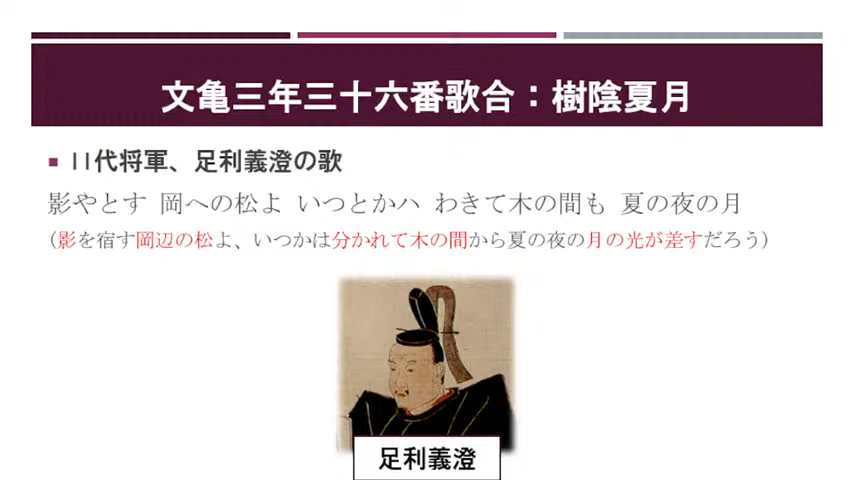 文亀三年三十六番歌合:樹陰夏月
11代将軍、足利義澄の歌
影やとす 岡へへの松よ いつとかハ わきて木の間も 夏の夜の月
(影を宿す岡辺の松よ、いつかは分かれて木の間から夏の夜の月の光が差すだろう)
足利義澄